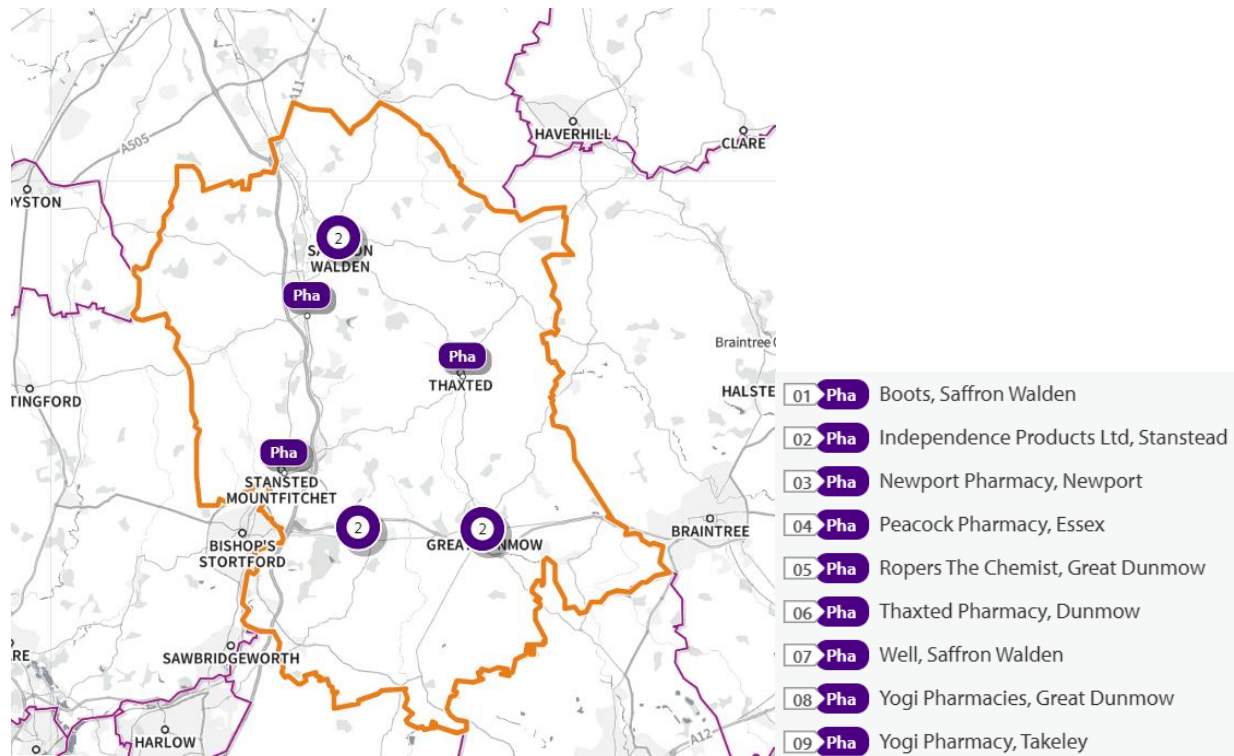 A11
A505
HAVERHILL
CLARE
OYSTON
2
WALDEN
Pha
Braintree
Pha
THAXTED
HALSTE
TINGFORD
Pha
STANSTED
MOUNTFITCHET
2
2
BRAINTREE
BISHOP'S
STORTFORD
SAWBRIDGEWORTH
RE
HARLOW
A12
01 Pha Boots, Saffron Walden
02 Pha Independence Products Ltd, Stanstead
03 Pha Newport Pharmacy, Newport
04 Pha Peacock Pharmacy, Essex
05 Pha Ropers The Chemist, Great Dunmow
06 Pha Thaxted Pharmacy, Dunmow
07 Pha Well, Saffron Walden
08 Pha Yogi Pharmacies, Great Dunmow
09 Pha Yogi Pharmacy, Takeley